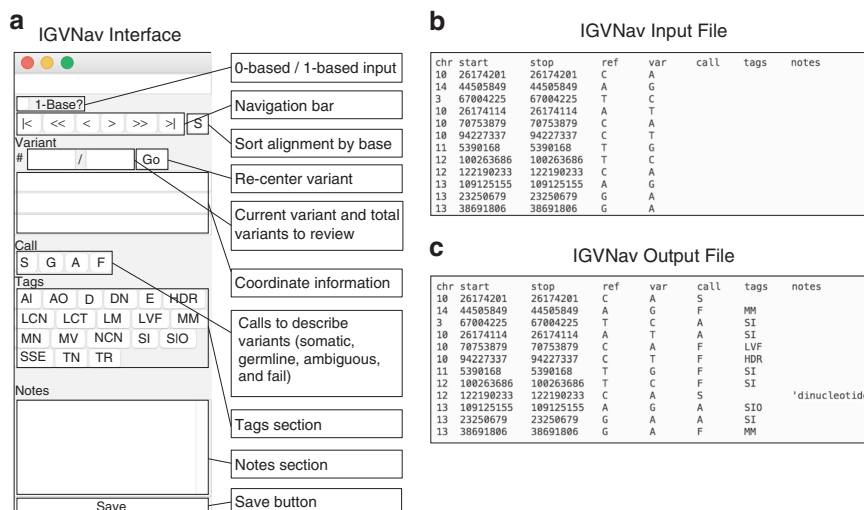 a
IGVNav Interface
1-Base?
|< << < > >> >| S
Variant
# / Go
Call
S G A F
Tags
AI AO D DN E HDR
LCN LCT LM LVF MM
MN MV NCN SI SIO
SSE TN TR
Notes
Save
0-based / 1-based input
Navigation bar
Sort alignment by base
Re-center variant
Current variant and total
variants to review
Coordinate information
Calls to describe
variants (somatic,
germline, ambiguous,
and fail)
Tags section
Notes section
Save button
b
IGVNav Input File
chr start stop ref var call tags notes
10 26174201 26174201 C A
14 44505849 44505849 A G
3 67004225 67004225 T C
10 26174114 26174114 A T
10 70753879 70753879 C A
10 94227337 94227337 C T
11 5390168 5390168 T G
12 100263686 100263686 T C
12 122190233 122190233 C A
13 109125155 109125155 A G
13 23250679 23250679 G A
13 38691806 38691806 G A
c
IGVNav Output File
chr start stop ref var call tags notes
10 26174201 26174201 C A S
14 44505849 44505849 A G F MM
3 67004225 67004225 T C A SI
10 26174114 26174114 A T A SI
10 70753879 70753879 C A F LVF
10 94227337 94227337 C T F HDR
11 5390168 5390168 T G F SI
12 100263686 100263686 T C F SI
12 122190233 122190233 C A S 'dinucleotide
13 109125155 109125155 A G A SIO
13 23250679 23250679 G A A SI
13 38691806 38691806 G A F MM